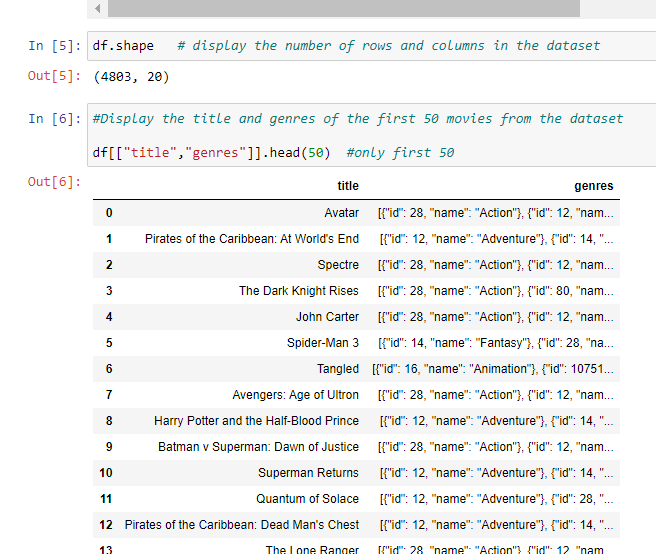 In [5]: df.shape   # display the number of rows and columns in the dataset
Out[5]: (4803, 20)
In [6]: #Display the title and genres of the first 50 movies from the dataset
df[["title","genres"]].head(50)  #only first 50
Out[6]:
title genres
0 Avatar [{"id": 28, "name": "Action"}, {"id": 12, "nam...
1 Pirates of the Caribbean: At World's End [{"id": 12, "name": "Adventure"}, {"id": 14, "...
2 Spectre [{"id": 28, "name": "Action"}, {"id": 12, "nam...
3 The Dark Knight Rises [{"id": 28, "name": "Action"}, {"id": 80, "nam...
4 John Carter [{"id": 28, "name": "Action"}, {"id": 12, "nam...
5 Spider-Man 3 [{"id": 14, "name": "Fantasy"}, {"id": 28, "na...
6 Tangled [{"id": 16, "name": "Animation"}, {"id": 10751...
7 Avengers: Age of Ultron [{"id": 28, "name": "Action"}, {"id": 12, "nam...
8 Harry Potter and the Half-Blood Prince [{"id": 12, "name": "Adventure"}, {"id": 14, "...
9 Batman v Superman: Dawn of Justice [{"id": 28, "name": "Action"}, {"id": 12, "nam...
10 Superman Returns [{"id": 12, "name": "Adventure"}, {"id": 14, "...
11 Quantum of Solace [{"id": 12, "name": "Adventure"}, {"id": 28, "...
12 Pirates of the Caribbean: Dead Man's Chest [{"id": 12, "name": "Adventure"}, {"id": 14, "...
13 The Lone Ranger [{"id": 28, "name": "Action"}, {"id": 12, "nam